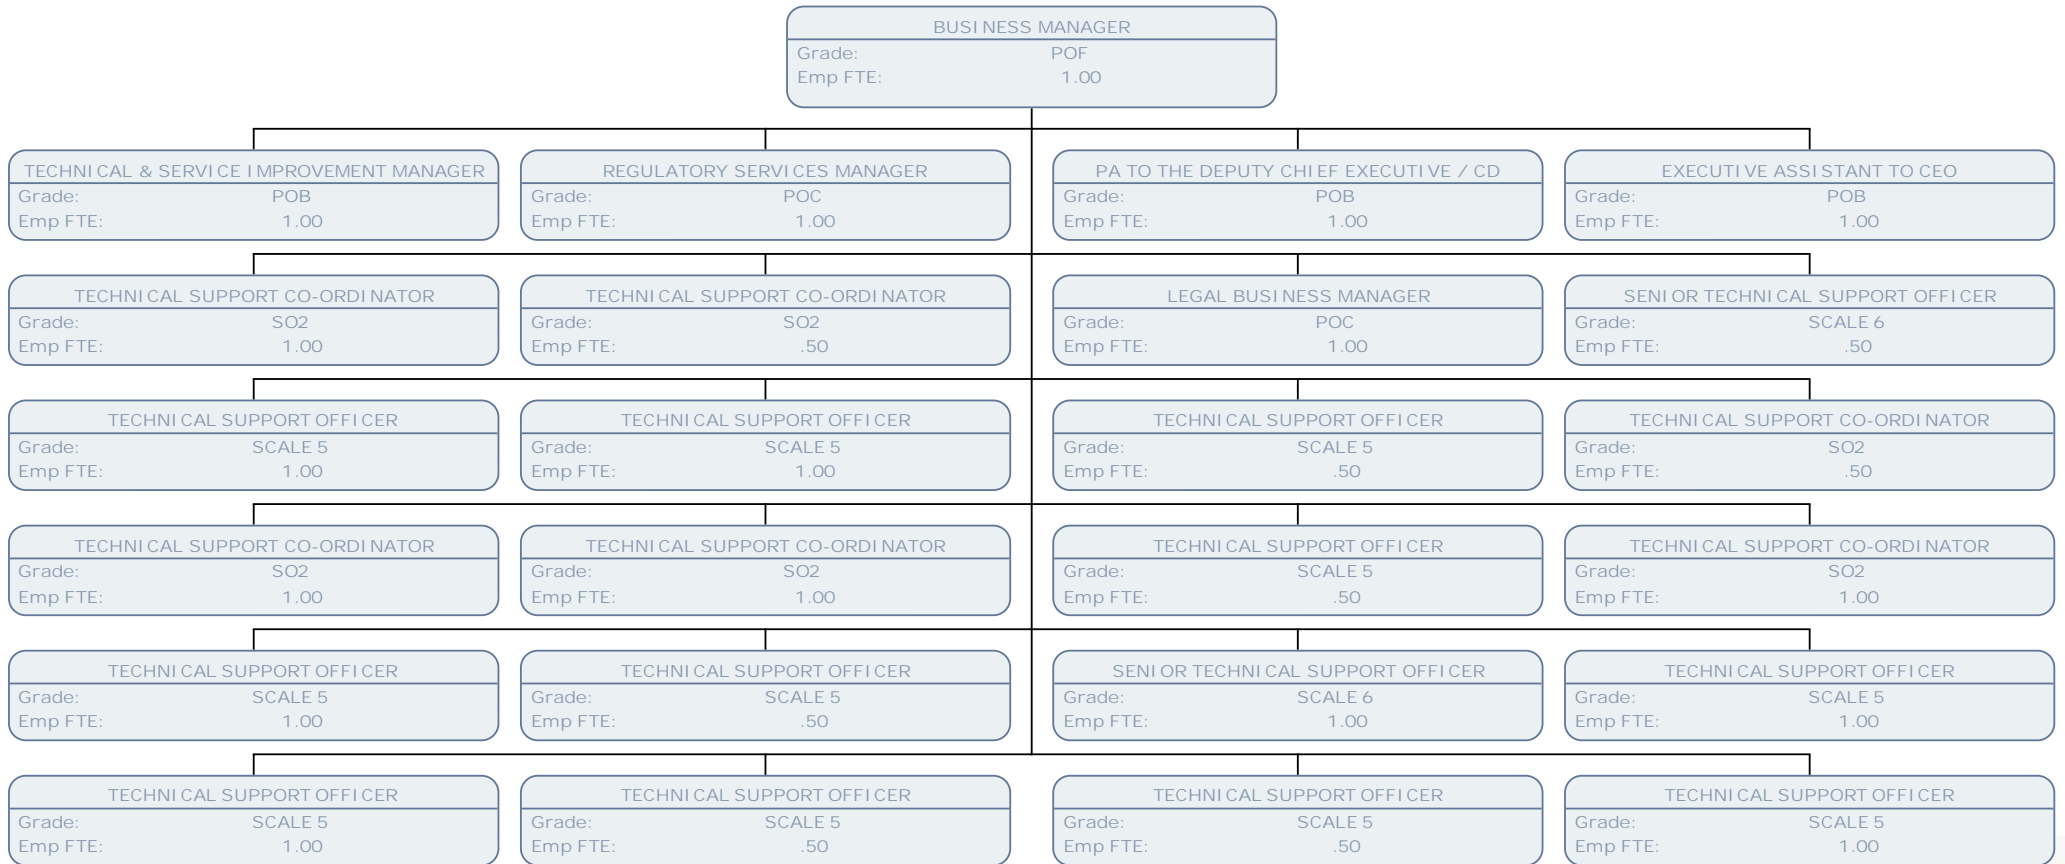 BUSINESS MANAGER
Grade: POF
Emp FTE: 1.00
TECHNICAL & SERVICE IMPROVEMENT MANAGER
Grade: POB
Emp FTE: 1.00
REGULATORY SERVICES MANAGER
Grade: POC
Emp FTE: 1.00
PA TO THE DEPUTY CHIEF EXECUTIVE / CD
Grade: POB
Emp FTE: 1.00
EXECUTIVE ASSISTANT TO CEO
Grade: POB
Emp FTE: 1.00
TECHNICAL SUPPORT CO-ORDINATOR
Grade: SO2
Emp FTE: 1.00
TECHNICAL SUPPORT CO-ORDINATOR
Grade: SO2
Emp FTE: .50
LEGAL BUSINESS MANAGER
Grade: POC
Emp FTE: 1.00
SENIOR TECHNICAL SUPPORT OFFICER
Grade: SCALE 6
Emp FTE: .50
TECHNICAL SUPPORT OFFICER
Grade: SCALE 5
Emp FTE: 1.00
TECHNICAL SUPPORT OFFICER
Grade: SCALE 5
Emp FTE: 1.00
TECHNICAL SUPPORT OFFICER
Grade: SCALE 5
Emp FTE: .50
TECHNICAL SUPPORT CO-ORDINATOR
Grade: SO2
Emp FTE: .50
TECHNICAL SUPPORT CO-ORDINATOR
Grade: SO2
Emp FTE: 1.00
TECHNICAL SUPPORT CO-ORDINATOR
Grade: SO2
Emp FTE: 1.00
TECHNICAL SUPPORT OFFICER
Grade: SCALE 5
Emp FTE: .50
TECHNICAL SUPPORT CO-ORDINATOR
Grade: SO2
Emp FTE: 1.00
TECHNICAL SUPPORT OFFICER
Grade: SCALE 5
Emp FTE: 1.00
TECHNICAL SUPPORT OFFICER
Grade: SCALE 5
Emp FTE: .50
SENIOR TECHNICAL SUPPORT OFFICER
Grade: SCALE 6
Emp FTE: 1.00
TECHNICAL SUPPORT OFFICER
Grade: SCALE 5
Emp FTE: 1.00
TECHNICAL SUPPORT OFFICER
Grade: SCALE 5
Emp FTE: 1.00
TECHNICAL SUPPORT OFFICER
Grade: SCALE 5
Emp FTE: .50
TECHNICAL SUPPORT OFFICER
Grade: SCALE 5
Emp FTE: .50
TECHNICAL SUPPORT OFFICER
Grade: SCALE 5
Emp FTE: 1.00